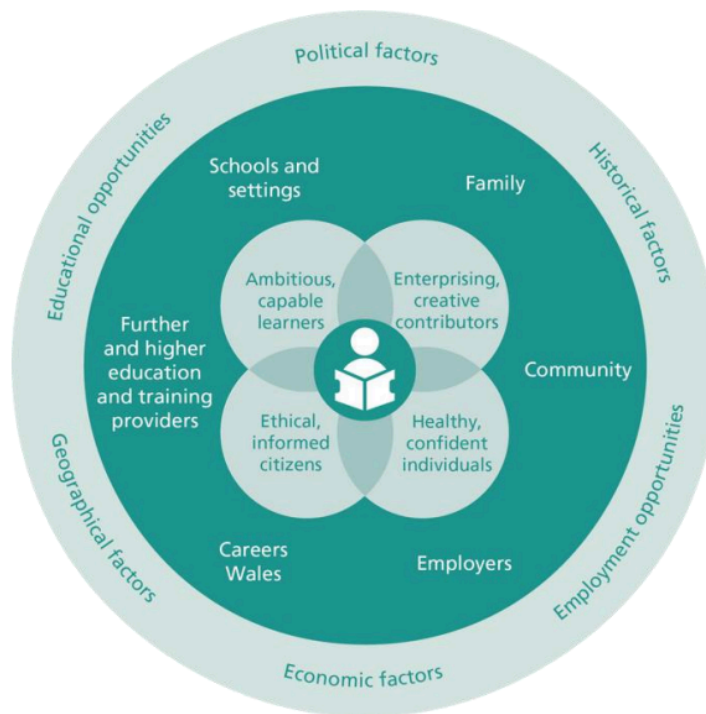 Political factors
Educational opportunities
Historical factors
Schools and
settings
Family
Ambitious,
capable
learners
Enterprising,
creative
contributors
Further
and higher
education
and training
providers
Community
Ethical,
informed
citizens
Healthy,
confident
individuals
Careers
Wales
Employers
Geographical factors
Employment opportunities
Economic factors